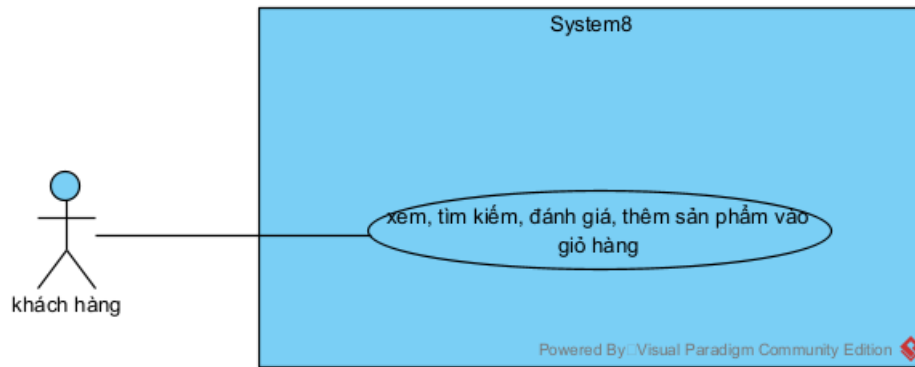 System8
xem, tìm kiếm, đánh giá, thêm sản phẩm vào
giỏ hàng
khách hàng
Powered By Visual Paradigm Community Edition